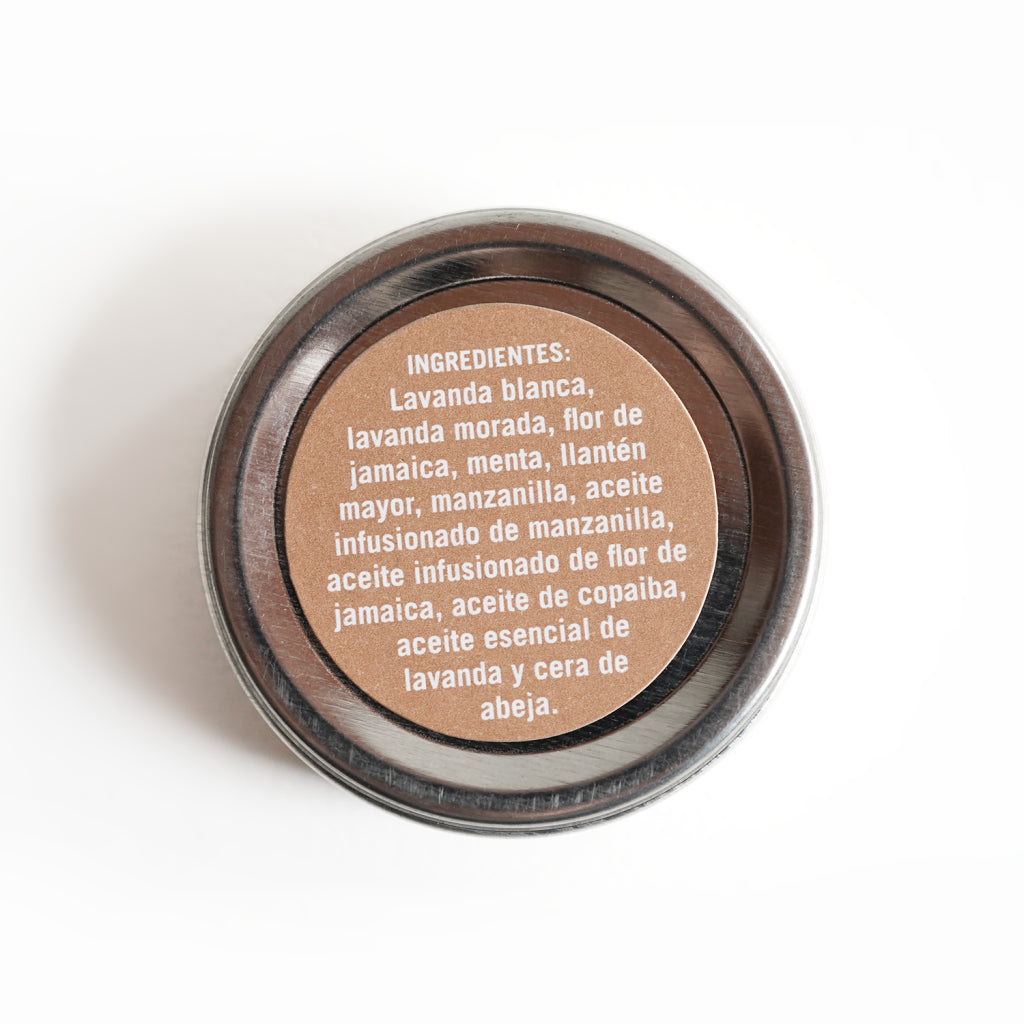 INGREDIENTES:
Lavanda blanca,
lavanda morada, flor de
jamaica, menta, llantén
mayor, manzanilla, aceite
infusionado de manzanilla,
aceite infusionado de flor de
jamaica, aceite de copaiba,
aceite esencial de
lavanda y cera de
abeja.